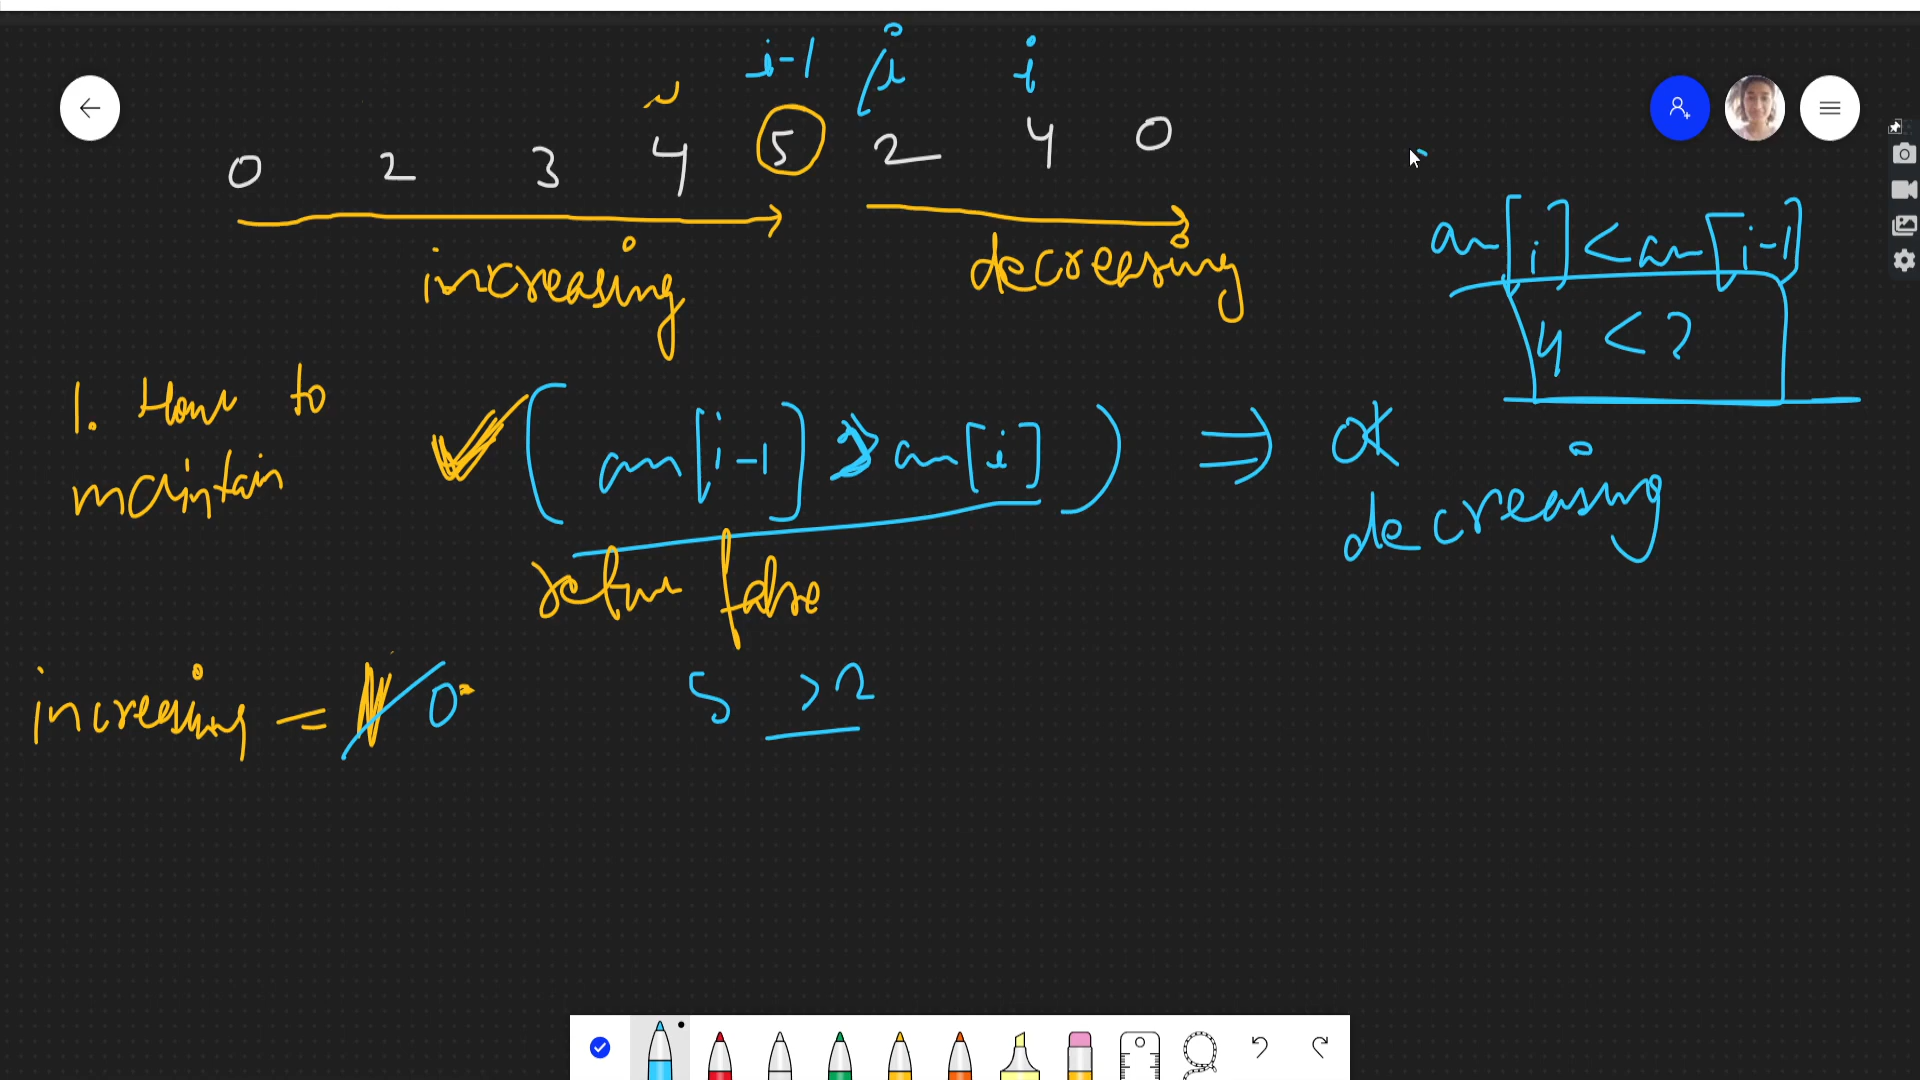 i-1 i i
0 2 3 4 5 2 4 0
increasing decreasing
arr[i] < arr[i-1]
4 < 2
1. How to
maintain
(arr[i-1] > arr[i]) ⇒ ok
decreasing
return false
increasing = 0
5 > 2